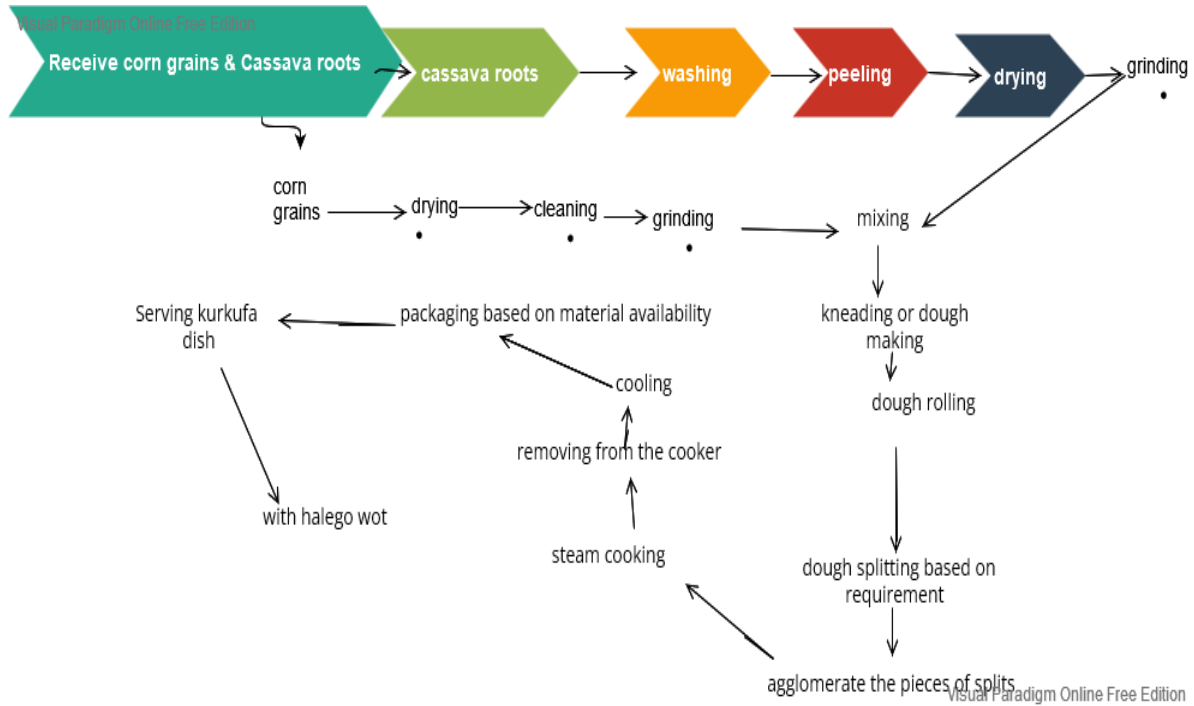 Visual Paradigm Online Free Edition
Receive corn grains & Cassava roots
cassava roots
washing
peeling
drying
grinding
corn
grains
drying
cleaning
grinding
mixing
kneading or dough
making
dough rolling
dough splitting based on
requirement
agglomerate the pieces of splits
steam cooking
removing from the cooker
cooling
packaging based on material availability
Serving kurkufa
dish
with halego wot
Visual Paradigm Online Free Edition